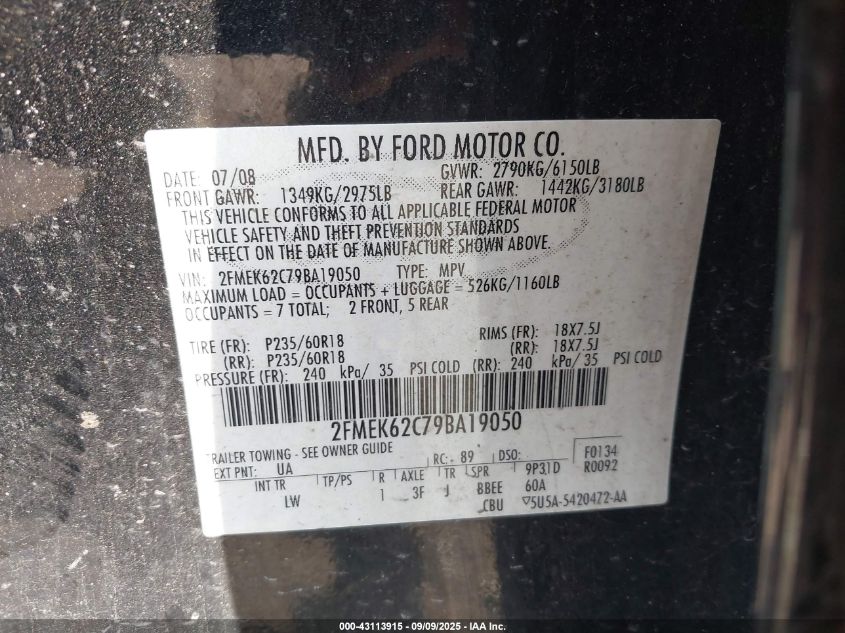 MFD. BY FORD MOTOR CO.
DATE: 07/08 GVWR: 2790KG/6150LB
FRONT GAWR: 1349KG/2975LB REAR GAWR: 1442KG/3180LB
THIS VEHICLE CONFORMS TO ALL APPLICABLE FEDERAL MOTOR
VEHICLE SAFETY AND THEFT PREVENTION STANDARDS
IN EFFECT ON THE DATE OF MANUFACTURE SHOWN ABOVE.
VIN: 2FMEK62C79BA19050 TYPE: MPV
MAXIMUM LOAD = OCCUPANTS + LUGGAGE = 526KG/1160LB
OCCUPANTS = 7 TOTAL; 2 FRONT, 5 REAR
TIRE (FR): P235/60R18 RIMS (FR): 18X7.5J
(RR): P235/60R18 (RR): 18X7.5J
PRESSURE (FR): 240 kPa/ 35 PSI COLD (RR): 240 kPa/ 35 PSI COLD
2FMEK62C79BA19050
TRAILER TOWING - SEE OWNER GUIDE
EXT PNT: UA RC: 89 DSO: F0134
R0092
INT TR TP/PS R AXLE TR SPR 9P31D
LW 1 3F J BBEE 60A
CBU 5U5A-5420472-AA
000-43113915 - 09/09/2025 - IAA Inc.